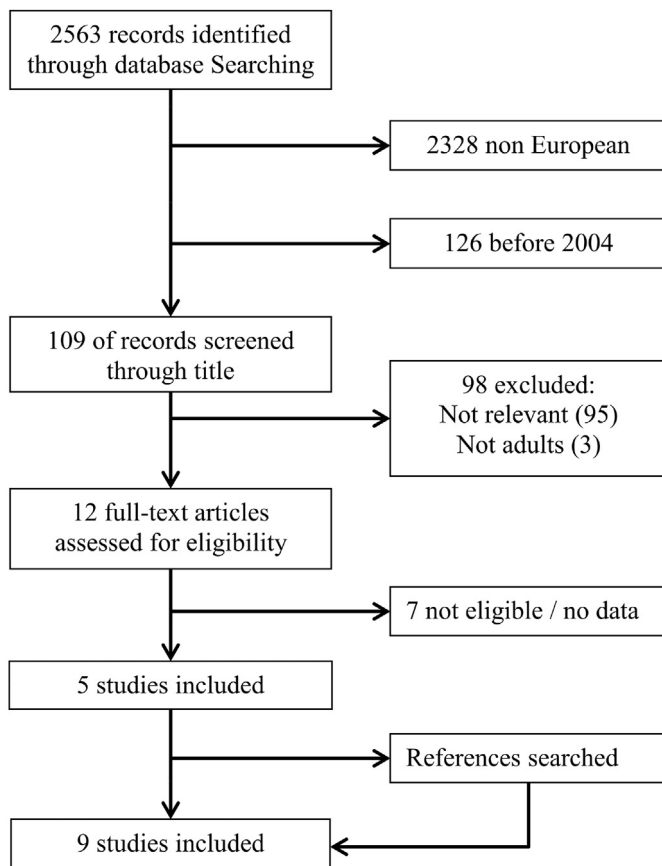 2563 records identified
through database Searching
2328 non European
126 before 2004
109 of records screened
through title
98 excluded:
Not relevant (95)
Not adults (3)
12 full-text articles
assessed for eligibility
7 not eligible / no data
5 studies included
References searched
9 studies included